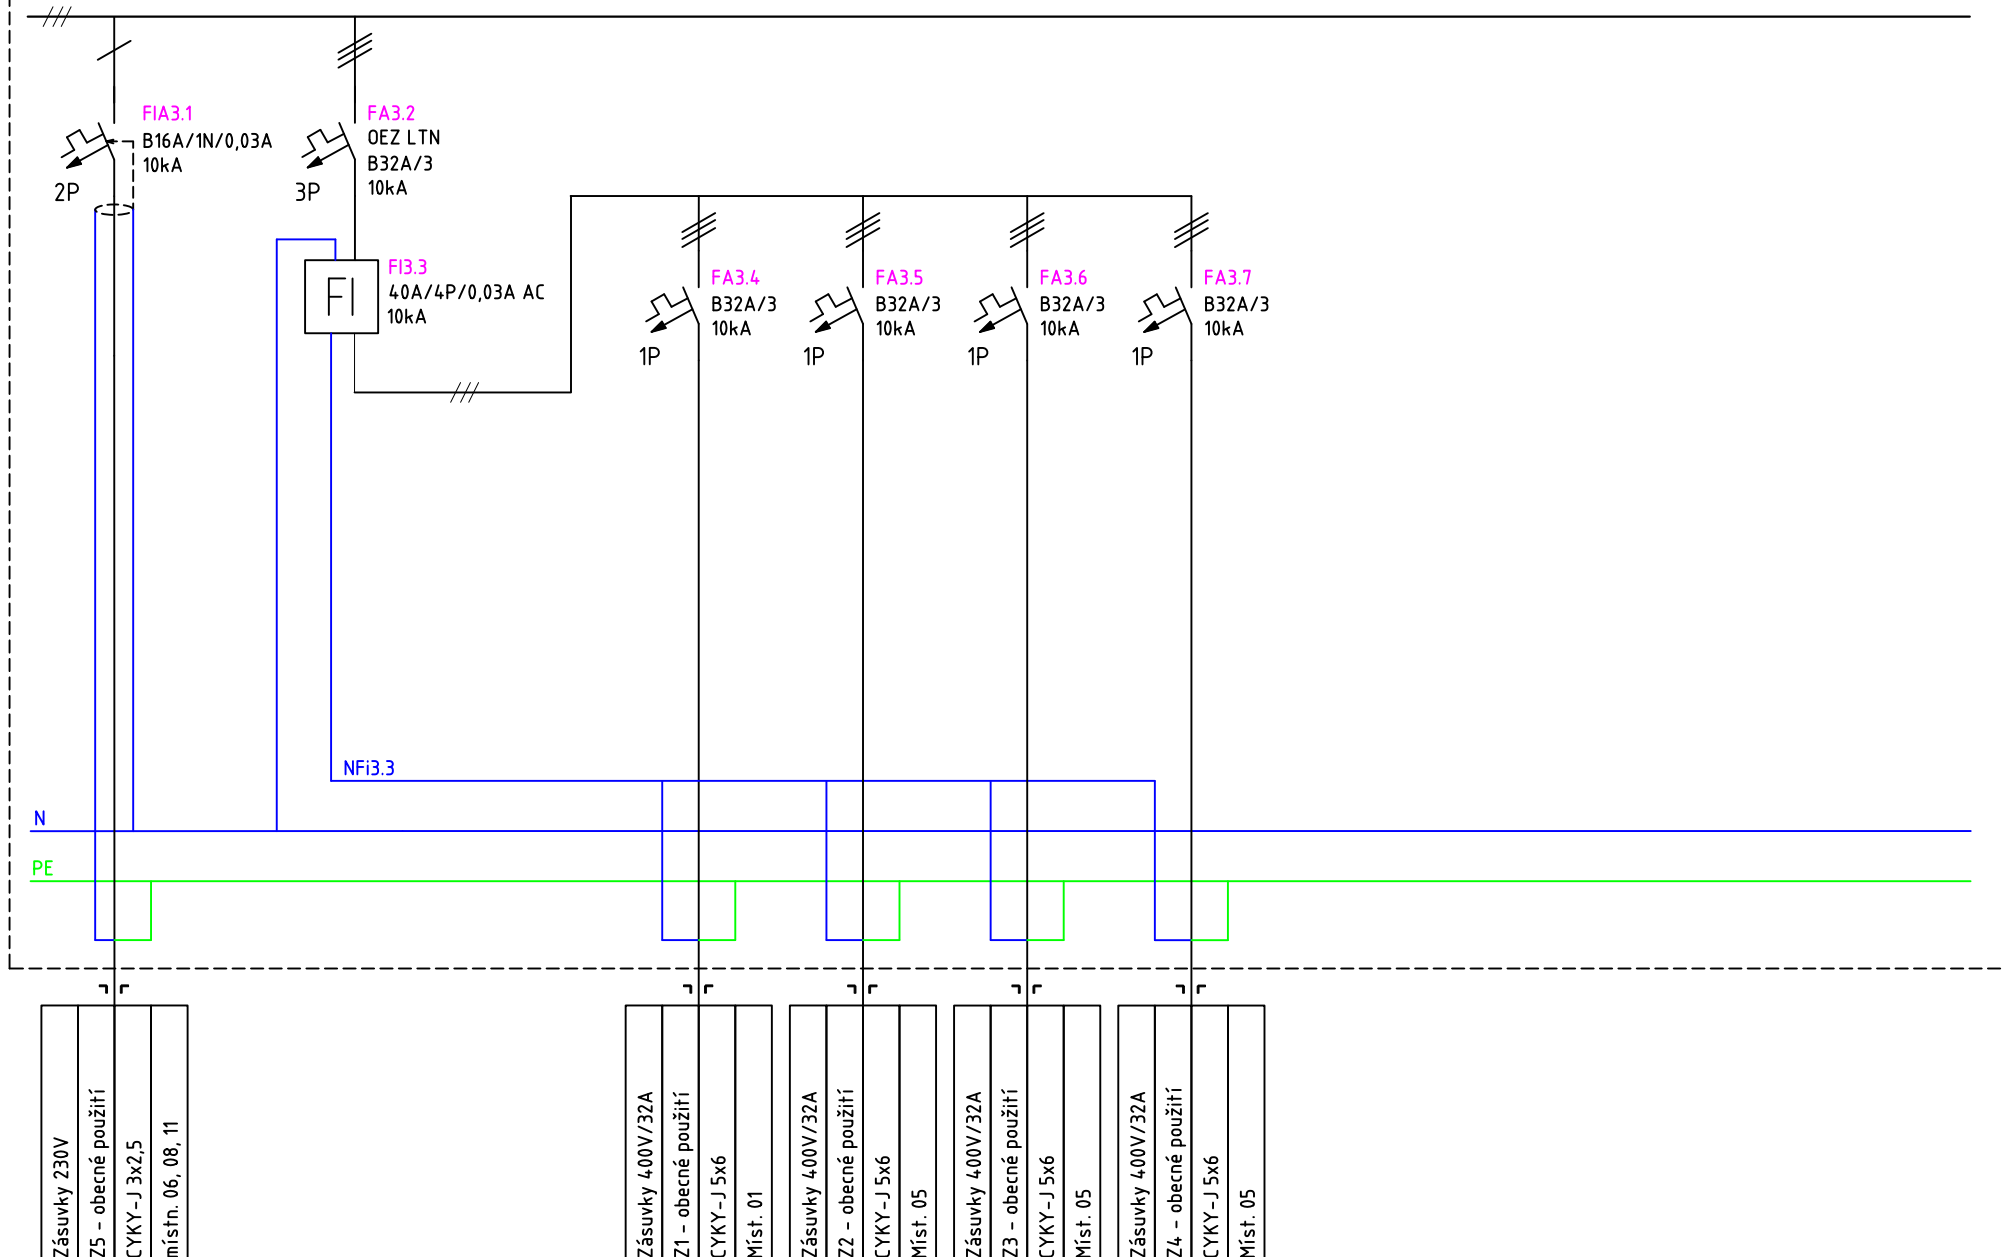 FIA3.1
B16A/1N/0,03A
10kA
2P
FA3.2
OEZ LTN
B32A/3
10kA
3P
FI
FI3.3
40A/4P/0,03A AC
10kA
FA3.4
B32A/3
10kA
1P
FA3.5
B32A/3
10kA
1P
FA3.6
B32A/3
10kA
1P
FA3.7
B32A/3
10kA
1P
NFi3.3
N
PE
Zásuvky 230V
Z5 - obecné použití
CYKY-J 3x2,5
místn. 06, 08, 11
Zásuvky 400V/32A
Z1 - obecné použití
CYKY-J 5x6
Míst. 01
Zásuvky 400V/32A
Z2 - obecné použití
CYKY-J 5x6
Míst. 05
Zásuvky 400V/32A
Z3 - obecné použití
CYKY-J 5x6
Míst. 05
Zásuvky 400V/32A
Z4 - obecné použití
CYKY-J 5x6
Míst. 05